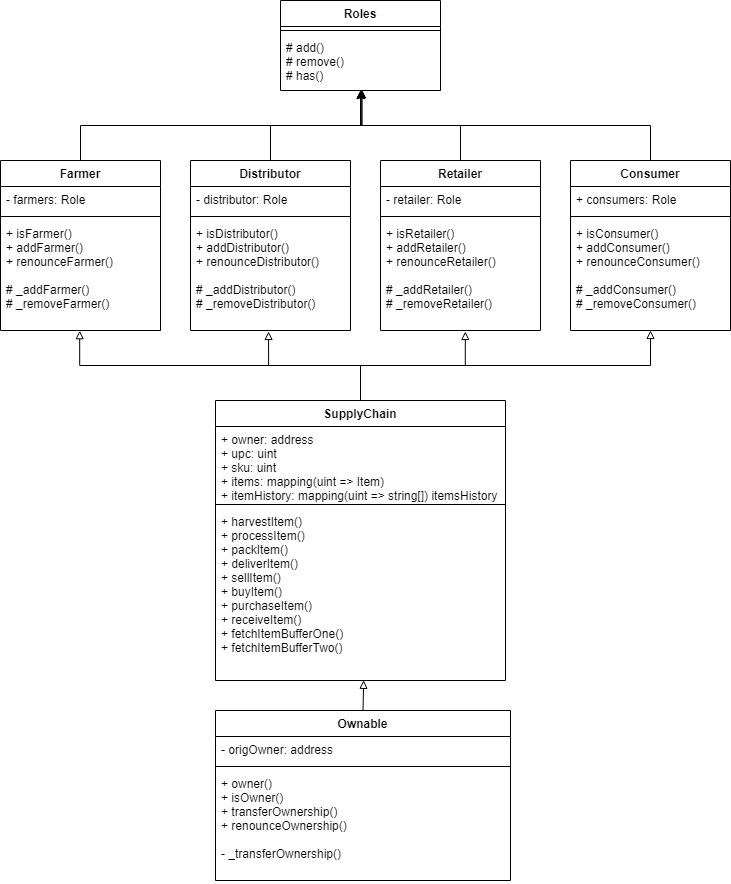 Roles
# add()
# remove()
# has()
Farmer
- farmers: Role
+ isFarmer()
+ addFarmer()
+ renounceFarmer()
# _addFarmer()
# _removeFarmer()
Distributor
- distributor: Role
+ isDistributor()
+ addDistributor()
+ renounceDistributor()
# _addDistributor()
# _removeDistributor()
Retailer
- retailer: Role
+ isRetailer()
+ addRetailer()
+ renounceRetailer()
# _addRetailer()
# _removeRetailer()
Consumer
+ consumers: Role
+ isConsumer()
+ addConsumer()
+ renounceConsumer()
# _addConsumer()
# _removeConsumer()
SupplyChain
+ owner: address
+ upc: uint
+ sku: uint
+ items: mapping(uint => Item)
+ itemHistory: mapping(uint => string[]) itemsHistory
+ harvestItem()
+ processItem()
+ packItem()
+ deliverItem()
+ sellItem()
+ buyItem()
+ purchaseItem()
+ receiveItem()
+ fetchItemBufferOne()
+ fetchItemBufferTwo()
Ownable
- origOwner: address
+ owner()
+ isOwner()
+ transferOwnership()
+ renounceOwnership()
- _transferOwnership()